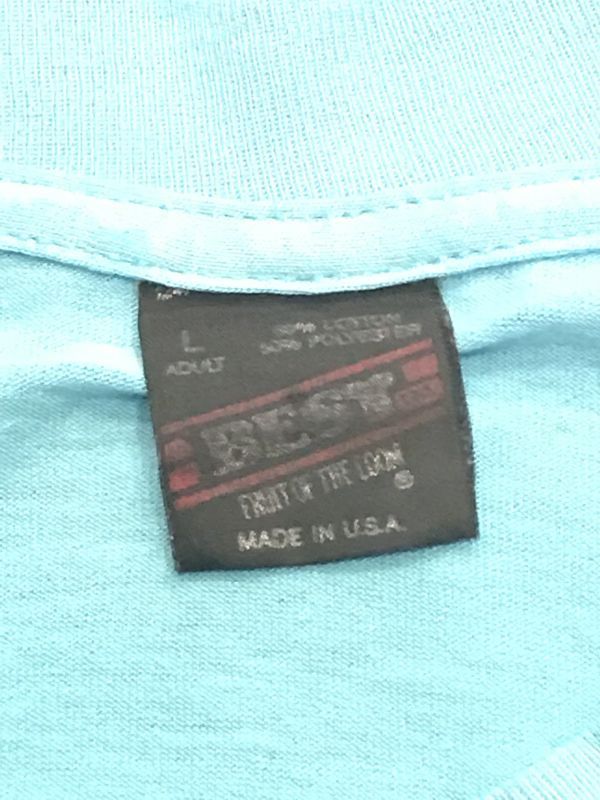 L
ADULT
50% COTTON
50% POLYESTER
BEST
FRUIT OF THE LOOM
®
MADE IN U.S.A.